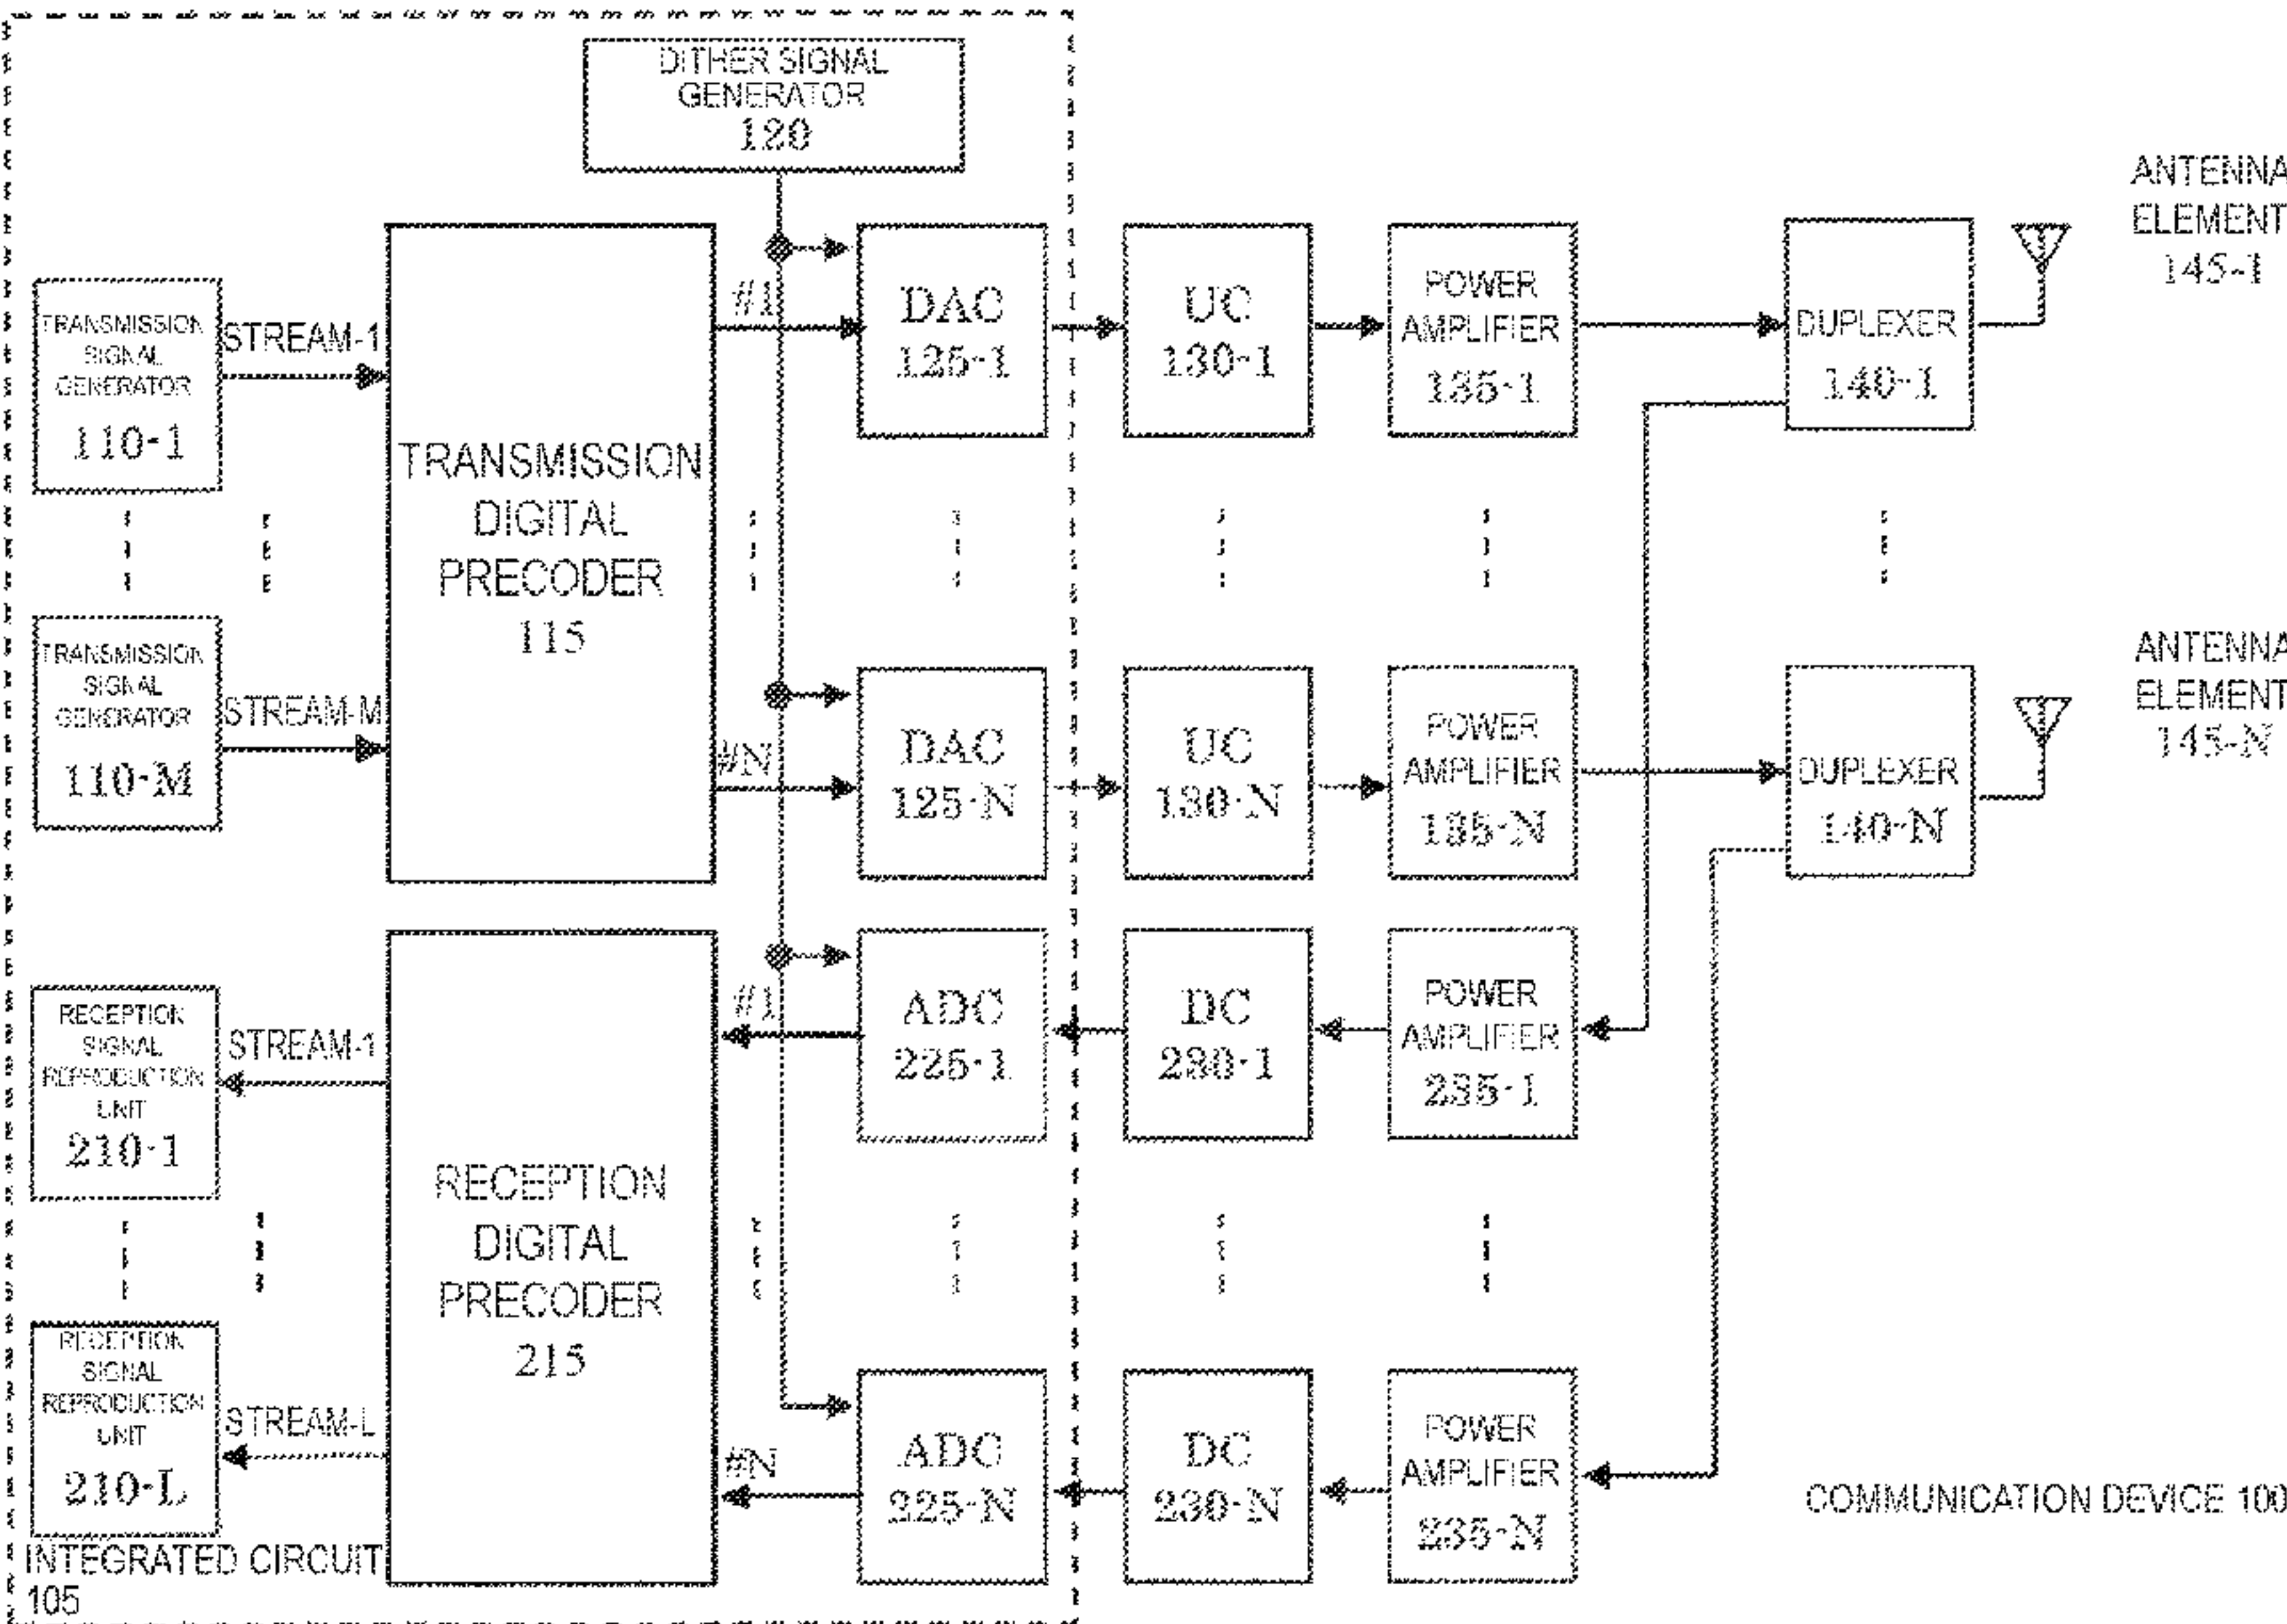 DITHER SIGNAL
GENERATOR
120
ANTENNA
ELEMENT
145-1
TRANSMISSION
SIGNAL
GENERATOR
110-1
STREAM-1
TRANSMISSION
DIGITAL
PRECODER
115
#1
DAC
125-1
UC
130-1
POWER
AMPLIFIER
135-1
DUPLEXER
140-1
TRANSMISSION
SIGNAL
GENERATOR
110-M
STREAM-M
#N
DAC
125-N
UC
130-N
POWER
AMPLIFIER
135-N
DUPLEXER
140-N
ANTENNA
ELEMENT
145-N
RECEPTION
SIGNAL
REPRODUCTION
UNIT
210-1
STREAM-1
RECEPTION
DIGITAL
PRECODER
215
#1
ADC
225-1
DC
230-1
POWER
AMPLIFIER
235-1
RECEPTION
SIGNAL
REPRODUCTION
UNIT
210-L
STREAM-L
#N
ADC
225-N
DC
230-N
POWER
AMPLIFIER
235-N
COMMUNICATION DEVICE 100
INTEGRATED CIRCUIT
105